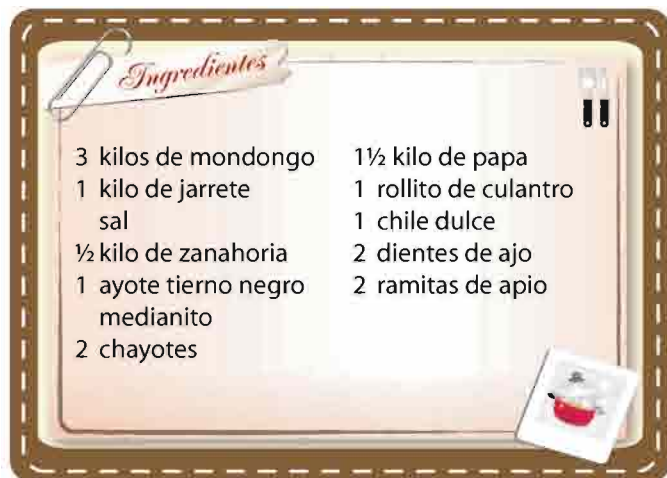 Ingredientes
3 kilos de mondongo
1 kilo de jarrete
sal
½ kilo de zanahoria
1 ayote tierno negro
medianito
2 chayotes
1½ kilo de papa
1 rollito de culantro
1 chile dulce
2 dientes de ajo
2 ramitas de apio